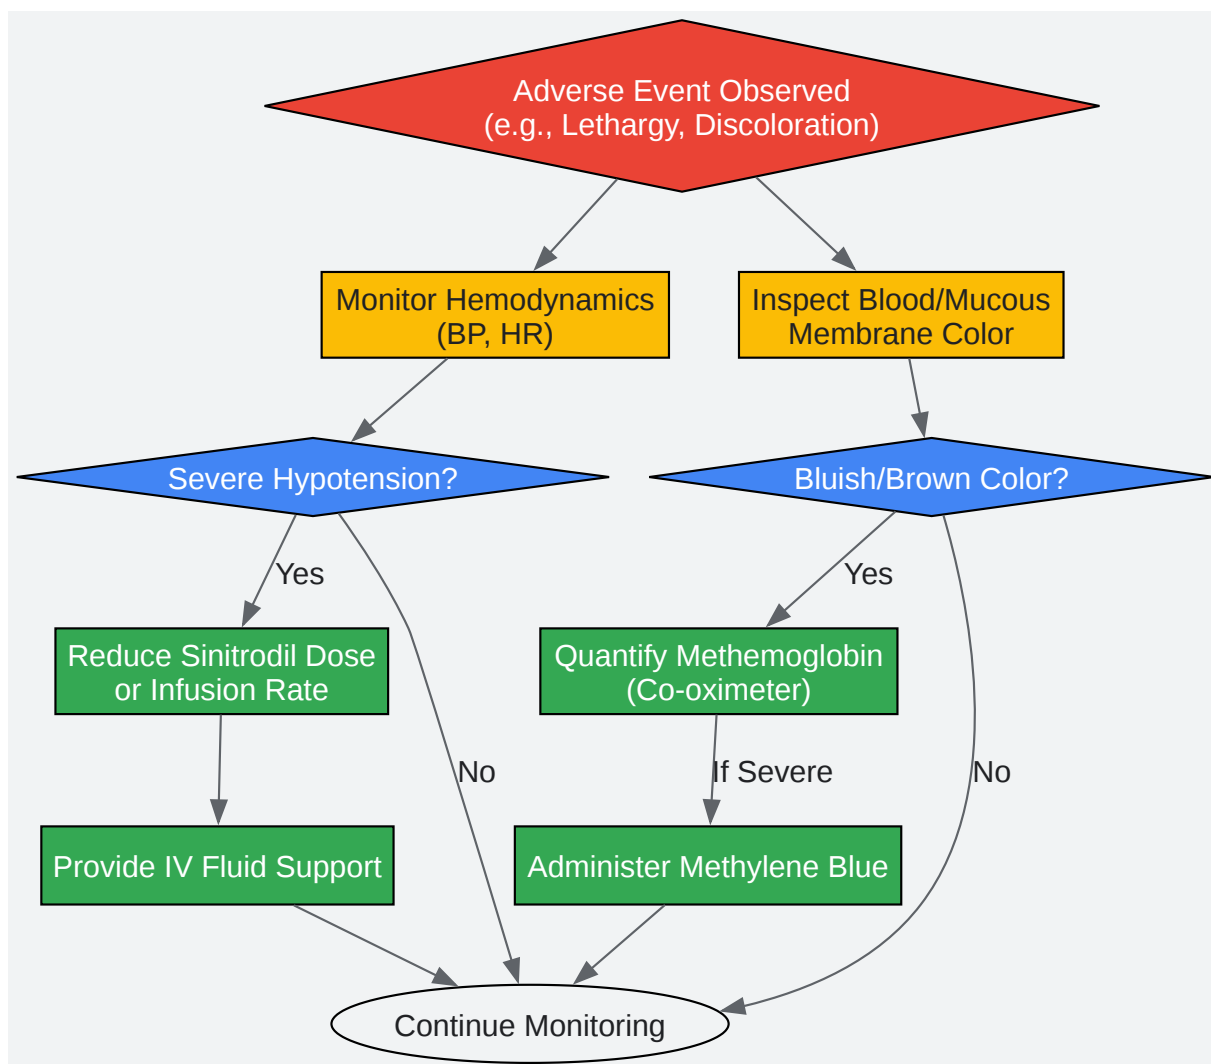 Adverse Event Observed
(e.g., Lethargy, Discoloration)
Monitor Hemodynamics
(BP, HR)
Inspect Blood/Mucous
Membrane Color
Severe Hypotension?
Bluish/Brown Color?
Yes
Yes
Reduce Sinitrodil Dose
or Infusion Rate
Quantify Methemoglobin
(Co-oximeter)
No
If Severe
No
Provide IV Fluid Support
Administer Methylene Blue
Continue Monitoring